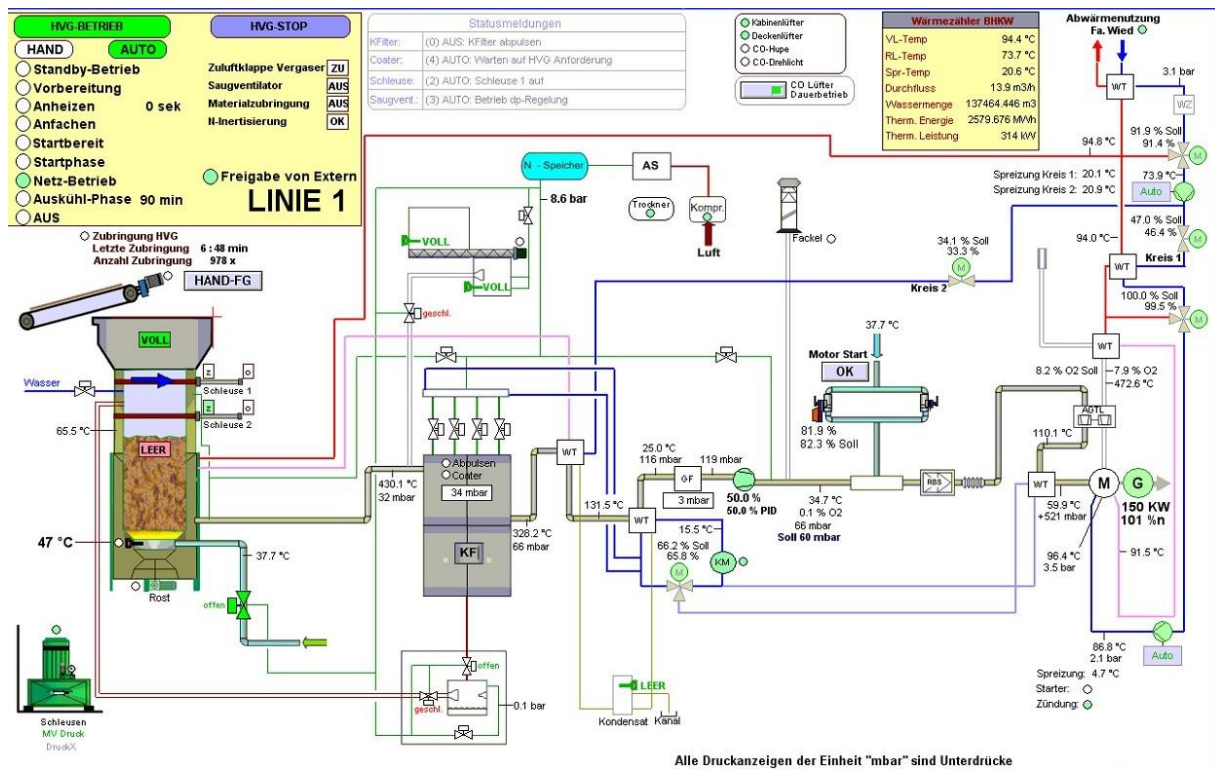 HVG-BETRIEB
HVG-STOP
HAND
AUTO
Standby-Betrieb
Vorbereitung
Anheizen 0 sek
Anfachen
Startbereit
Startphase
Netz-Betrieb
Auskühl-Phase 90 min
AUS
Zuluftklappe Vergaser ZU
Saugventilator AUS
Materialzubringung AUS
N-Inertisierung OK
Freigabe von Extern
LINIE 1
Statusmeldungen
KFilter: (0) AUS: KFilter abpulsen
Coater: (4) AUTO: Warten auf HVG Anforderung
Schleuse: (2) AUTO: Schleuse 1 auf
Saugvent.: (3) AUTO: Betrieb dp-Regelung
Kabinenlüfter
Deckenlüfter
CO-Hupe
CO-Drehlicht
CO Lüfter
Dauerbetrieb
Wärmezähler BHKW
VL-Temp 94.4 °C
RL-Temp 73.7 °C
Spr-Temp 20.6 °C
Durchfluss 13.9 m3/h
Wassermenge 137464.446 m3
Therm. Energie 2579.676 MWh
Therm. Leistung 314 kW
Abwärmenutzung
Fa. Wied
3.1 bar
WT
WZ
91.9 % Soll
91.4 %
M
94.8 °C
Spreizung Kreis 1: 20.1 °C
Spreizung Kreis 2: 20.9 °C
73.9 °C
Auto
47.0 % Soll
46.4 %
M
94.0 °C
Kreis 1
WT
34.1 % Soll
33.3 %
M
Kreis 2
100.0 % Soll
99.5 %
M
WT
N - Speicher
AS
8.6 bar
Trockner
Kompr.
Luft
Fackel
VOLL
VOLL
geschl.
Zubringung HVG
Letzte Zubringung 6 : 48 min
Anzahl Zubringung 978 x
HAND-FG
VOLL
Wasser
z
o
Schleuse 1
z
o
Schleuse 2
65.5 °C
LEER
47 °C
37.7 °C
Rost
offen
Schleusen
MV Druck
DruckX
430.1 °C
32 mbar
Abpulsen
Coater
34 mbar
KF
328.2 °C
66 mbar
WT
131.5 °C
offen
geschl.
0.1 bar
LEER
Kondensat
Kanal
25.0 °C
116 mbar
119 mbar
GF
3 mbar
50.0 %
50.0 % PID
WT
15.5 °C
66.2 % Soll
65.8 %
M
KM
37.7 °C
Motor Start
OK
81.9 %
82.3 % Soll
34.7 °C
0.1 % O2
66 mbar
Soll 60 mbar
RBS
8.2 % O2 Soll
7.9 % O2
472.6 °C
AGTL
110.1 °C
WT
59.9 °C
+521 mbar
M
G
150 KW
101 %n
96.4 °C
3.5 bar
91.5 °C
86.8 °C
2.1 bar
Auto
Spreizung: 4.7 °C
Starter:
Zündung:
Alle Druckanzeigen der Einheit "mbar" sind Unterdrücke